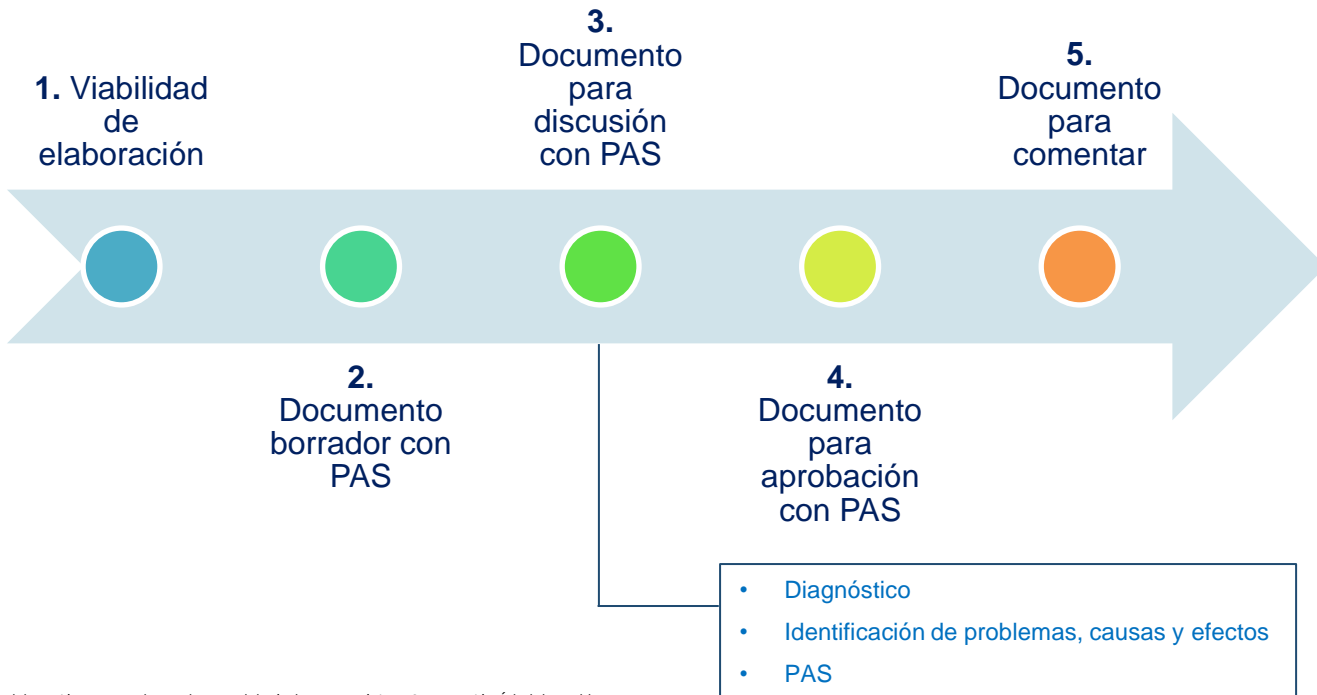 1. Viabilidad
de
elaboración
2.
Documento
borrador con
PAS
3.
Documento
para
discusión
con PAS
4.
Documento
para
aprobación
con PAS
5.
Documento
para
comentar
• Diagnóstico
• Identificación de problemas, causas y efectos
• PAS